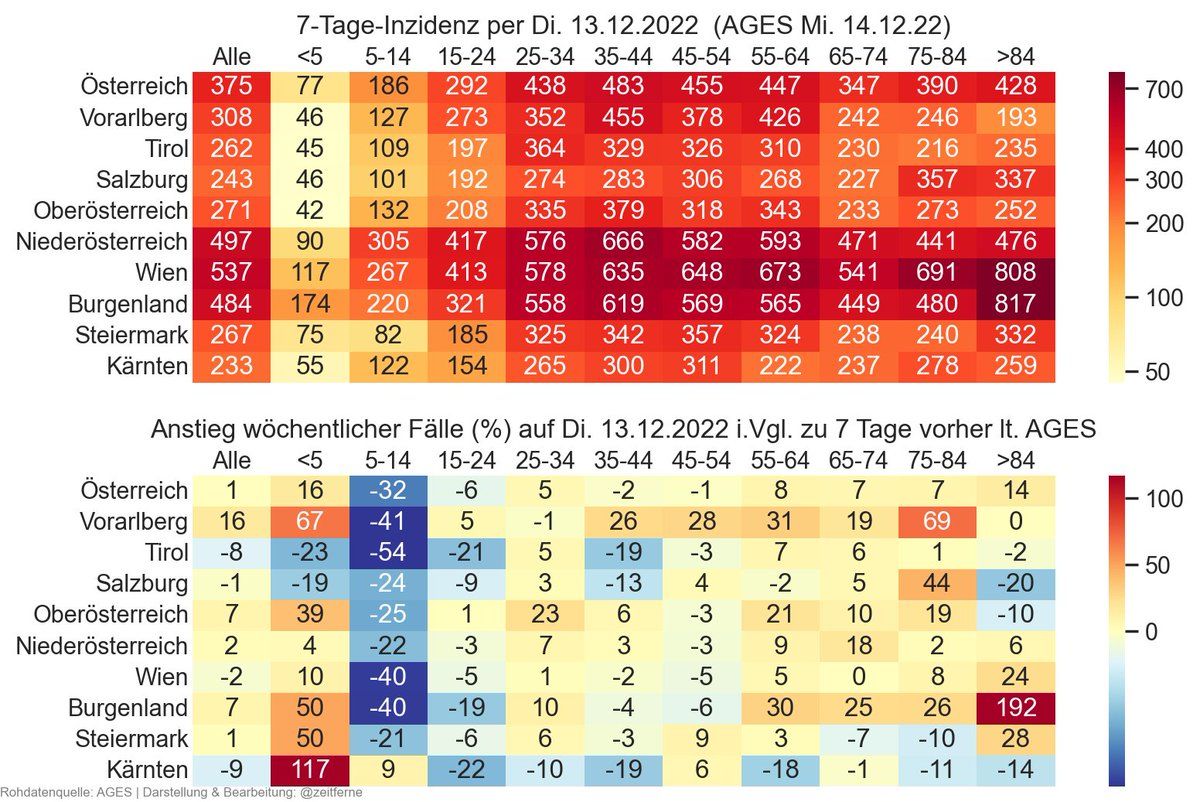 7-Tage-Inzidenz per Di. 13.12.2022 (AGES Mi. 14.12.22)
Alle <5 5-14 15-24 25-34 35-44 45-54 55-64 65-74 75-84 >84
Österreich 375 77 186 292 438 483 455 447 347 390 428
Vorarlberg 308 46 127 273 352 455 378 426 242 246 193
Tirol 262 45 109 197 364 329 326 310 230 216 235
Salzburg 243 46 101 192 274 283 306 268 227 357 337
Oberösterreich 271 42 132 208 335 379 318 343 233 273 252
Niederösterreich 497 90 305 417 576 666 582 593 471 441 476
Wien 537 117 267 413 578 635 648 673 541 691 808
Burgenland 484 174 220 321 558 619 569 565 449 480 817
Steiermark 267 75 82 185 325 342 357 324 238 240 332
Kärnten 233 55 122 154 265 300 311 222 237 278 259
700
400
300
200
100
50
Anstieg wöchentlicher Fälle (%) auf Di. 13.12.2022 i.Vgl. zu 7 Tage vorher lt. AGES
Alle <5 5-14 15-24 25-34 35-44 45-54 55-64 65-74 75-84 >84
Österreich 1 16 -32 -6 5 -2 -1 8 7 7 14
Vorarlberg 16 67 -41 5 -1 26 28 31 19 69 0
Tirol -8 -23 -54 -21 5 -19 -3 7 6 1 -2
Salzburg -1 -19 -24 -9 3 -13 4 -2 5 44 -20
Oberösterreich 7 39 -25 1 23 6 -3 21 10 19 -10
Niederösterreich 2 4 -22 -3 7 3 -3 9 18 2 6
Wien -2 10 -40 -5 1 -2 -5 5 0 8 24
Burgenland 7 50 -40 -19 10 -4 -6 30 25 26 192
Steiermark 1 50 -21 -6 6 -3 9 3 -7 -10 28
Kärnten -9 117 9 -22 -10 -19 6 -18 -1 -11 -14
100
50
0
Rohdatenquelle: AGES | Darstellung & Bearbeitung: @zeitferne